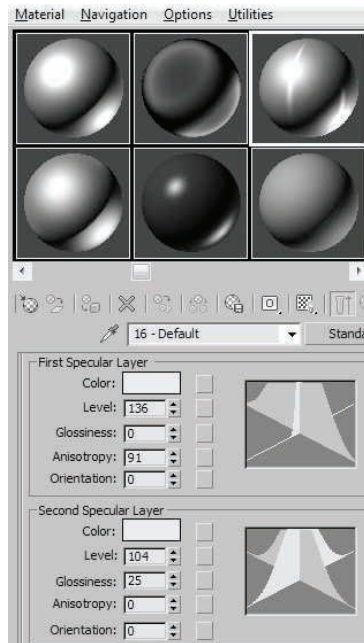 Material Navigation Options Utilities
16 - Default Standa
First Specular Layer
Color:
Level: 136
Glossiness: 0
Anisotropy: 91
Orientation: 0
Second Specular Layer
Color:
Level: 104
Glossiness: 25
Anisotropy: 0
Orientation: 0